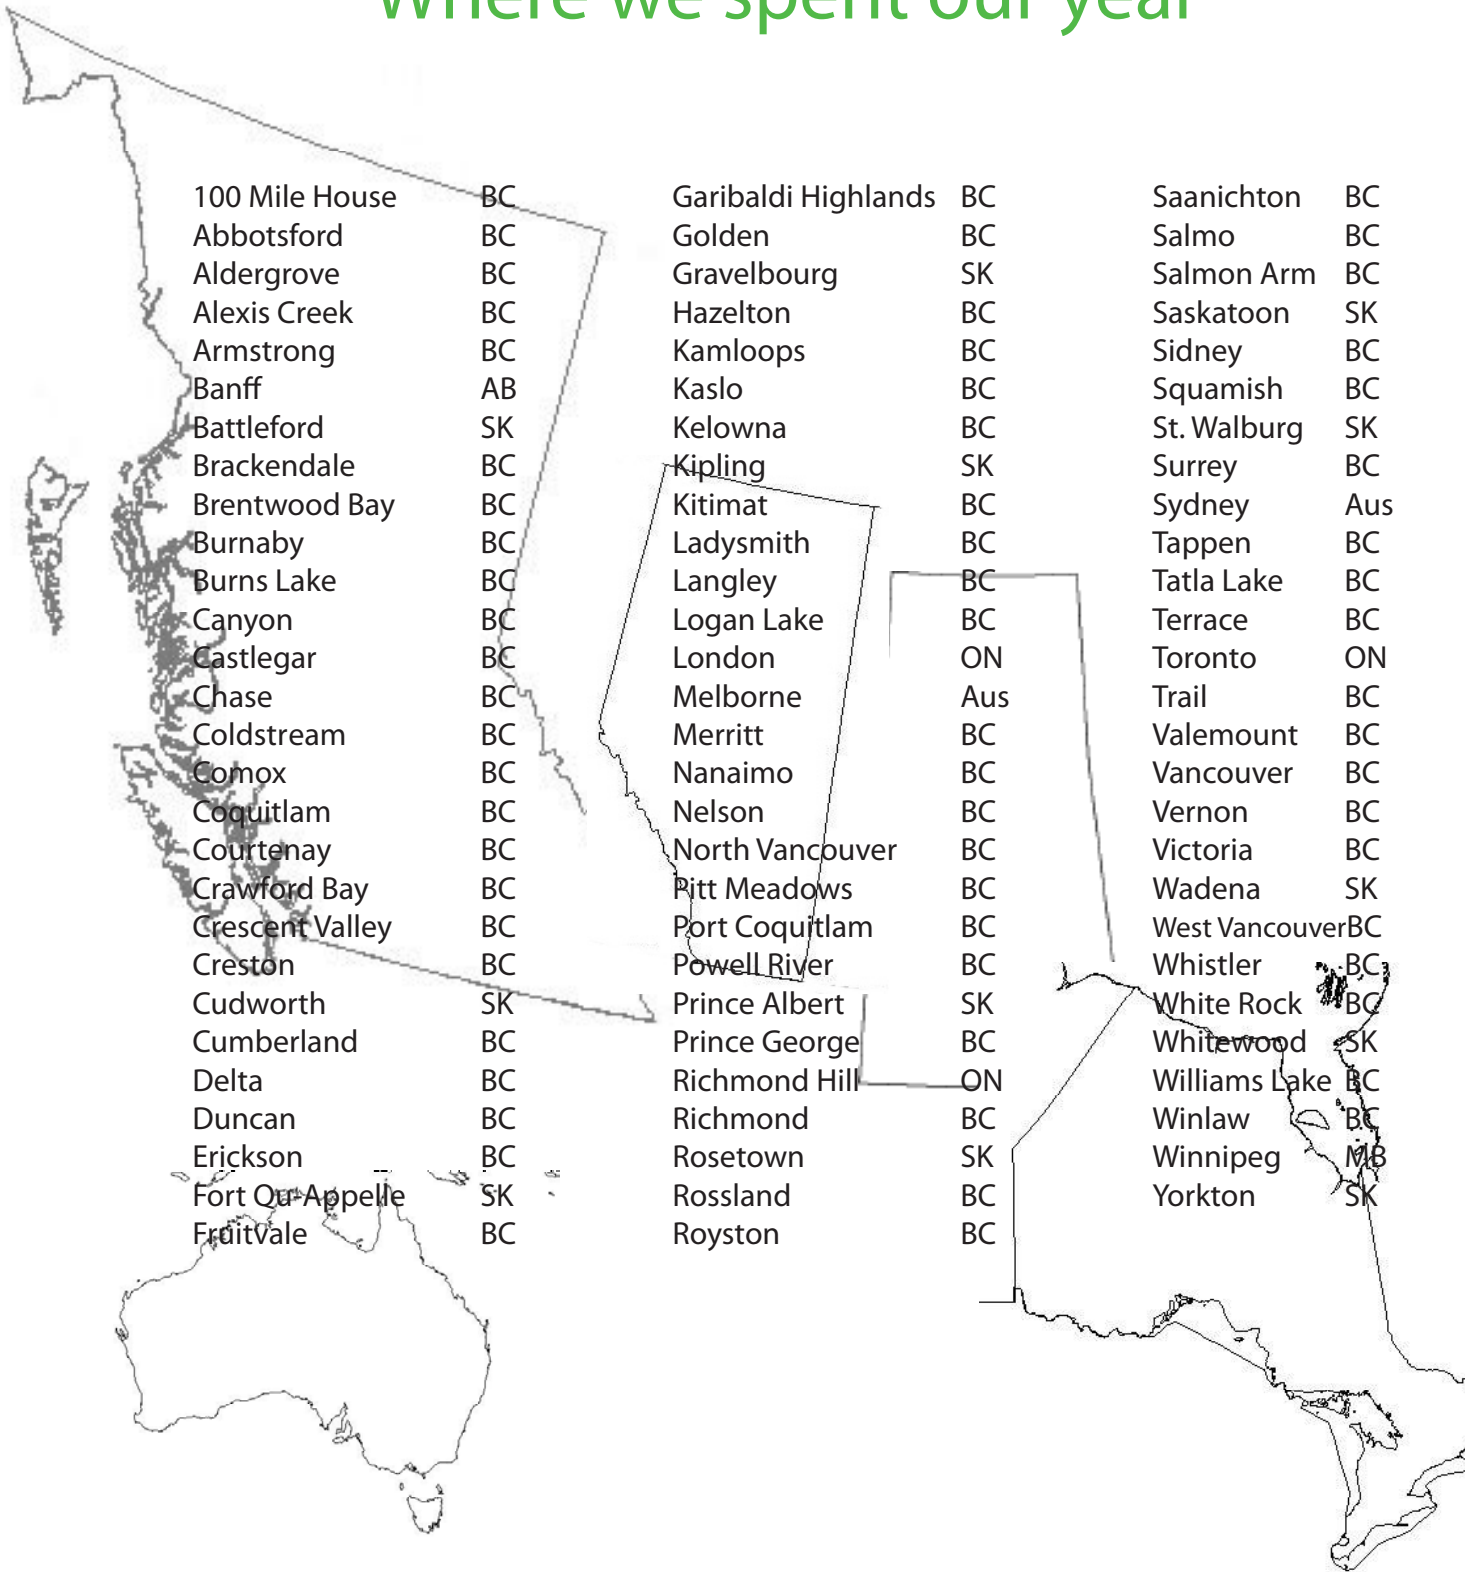 Where we spent our year
100 Mile House BC
Abbotsford BC
Aldergrove BC
Alexis Creek BC
Armstrong BC
Banff AB
Battleford SK
Brackendale BC
Brentwood Bay BC
Burnaby BC
Burns Lake BC
Canyon BC
Castlegar BC
Chase BC
Coldstream BC
Comox BC
Coquitlam BC
Courtenay BC
Crawford Bay BC
Crescent Valley BC
Creston BC
Cudworth SK
Cumberland BC
Delta BC
Duncan BC
Erickson BC
Fort Qu-Appelle SK
Fruitvale BC
Garibaldi Highlands BC
Golden BC
Gravelbourg SK
Hazelton BC
Kamloops BC
Kaslo BC
Kelowna BC
Kipling SK
Kitimat BC
Ladysmith BC
Langley BC
Logan Lake BC
London ON
Melborne Aus
Merritt BC
Nanaimo BC
Nelson BC
North Vancouver BC
Pitt Meadows BC
Port Coquitlam BC
Powell River BC
Prince Albert SK
Prince George BC
Richmond Hill ON
Richmond BC
Rosetown SK
Rossland BC
Royston BC
Saanichton BC
Salmo BC
Salmon Arm BC
Saskatoon SK
Sidney BC
Squamish BC
St. Walburg SK
Surrey BC
Sydney Aus
Tappen BC
Tatla Lake BC
Terrace BC
Toronto ON
Trail BC
Valemount BC
Vancouver BC
Vernon BC
Victoria BC
Wadena SK
West Vancouver BC
Whistler BC
White Rock BC
Whitewood SK
Williams Lake BC
Winlaw BC
Winnipeg MB
Yorkton SK